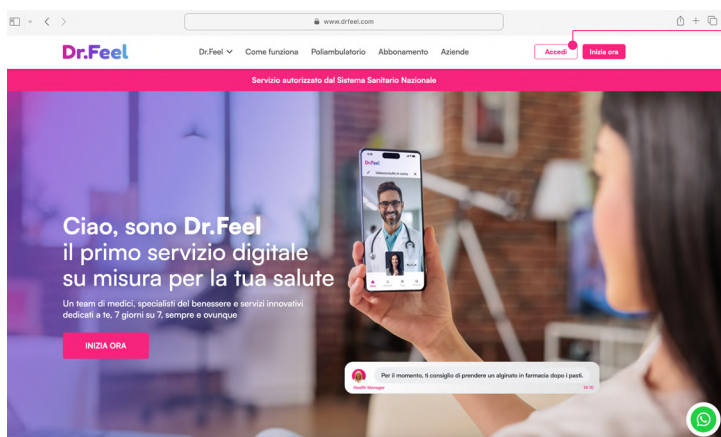 www.drfeel.com
Dr.Feel
Dr.Feel Come funziona Poliambulatorio Abbonamento Aziende
Accedi
Inizia ora
Servizio autorizzato dal Sistema Sanitario Nazionale
Dr.Feel
Ciao, sono Dr.Feel
il primo servizio digitale
su misura per la tua salute
Un team di medici, specialisti del benessere e servizi innovativi
dedicati a te, 7 giorni su 7, sempre e ovunque
INIZIA ORA
Per il momento, ti consiglio di prendere un alginato in farmacia dopo i pasti.
Health Manager